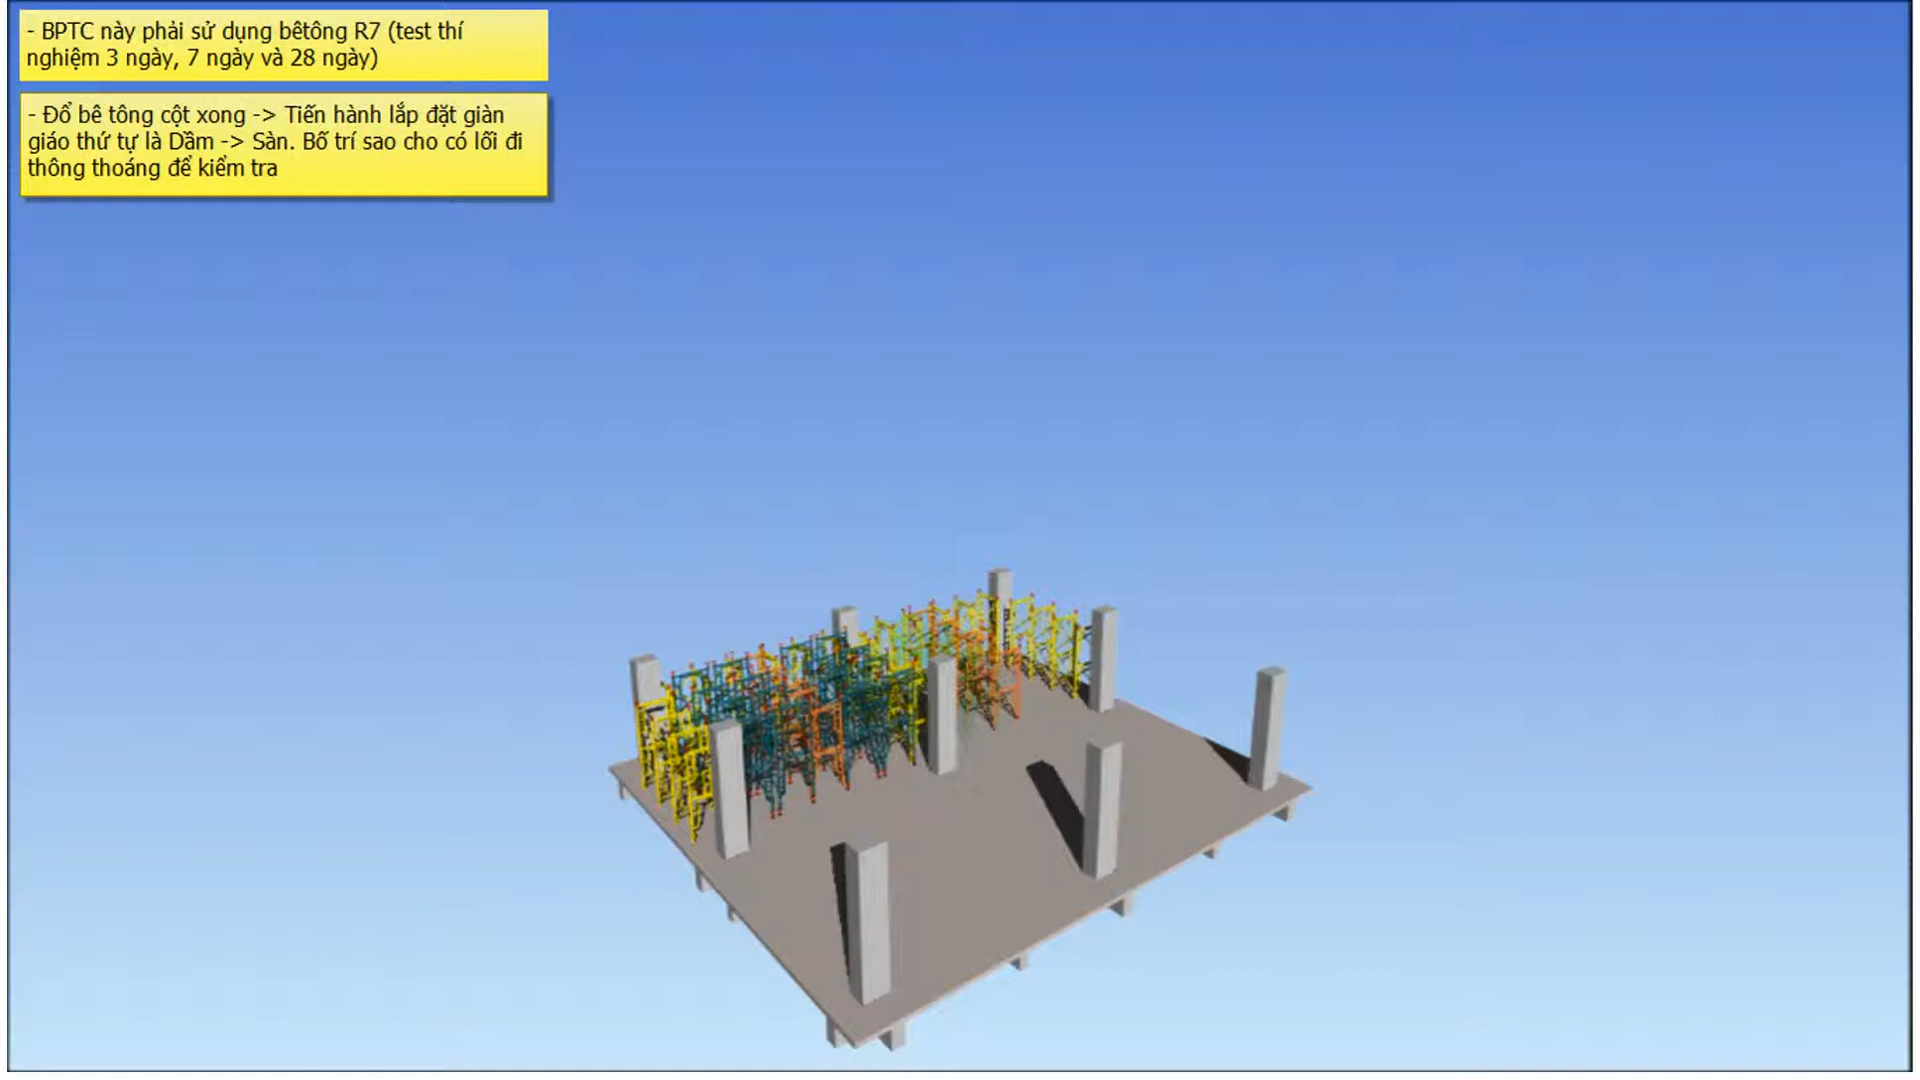 - BPTC này phải sử dụng bêtông R7 (test thí
nghiệm 3 ngày, 7 ngày và 28 ngày)
- Đổ bê tông cột xong -> Tiến hành lắp đặt giàn
giáo thứ tự là Dầm -> Sàn. Bố trí sao cho có lối đi
thông thoáng để kiểm tra